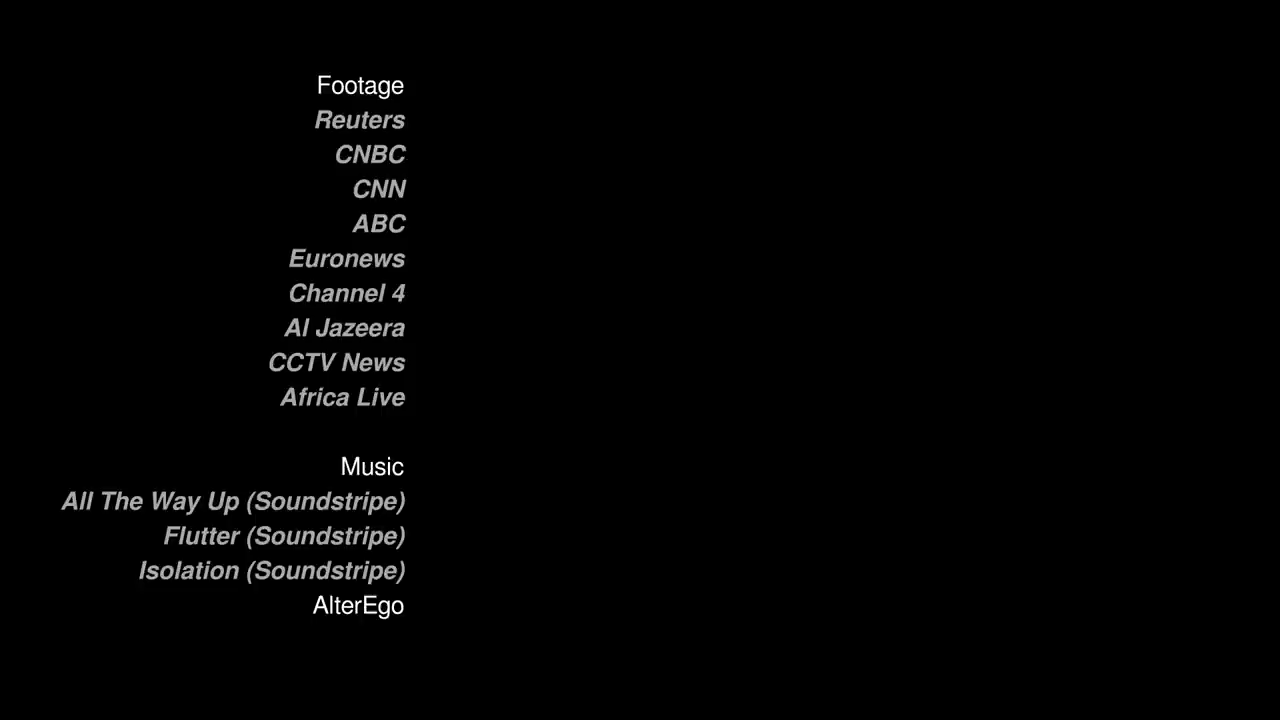 Footage
Reuters
CNBC
CNN
ABC
Euronews
Channel 4
Al Jazeera
CCTV News
Africa Live
Music
All The Way Up (Soundstripe)
Flutter (Soundstripe)
Isolation (Soundstripe)
AlterEgo